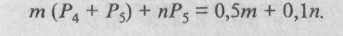 m (P₄ + P₅) + nP₅ = 0,5m + 0,1n.